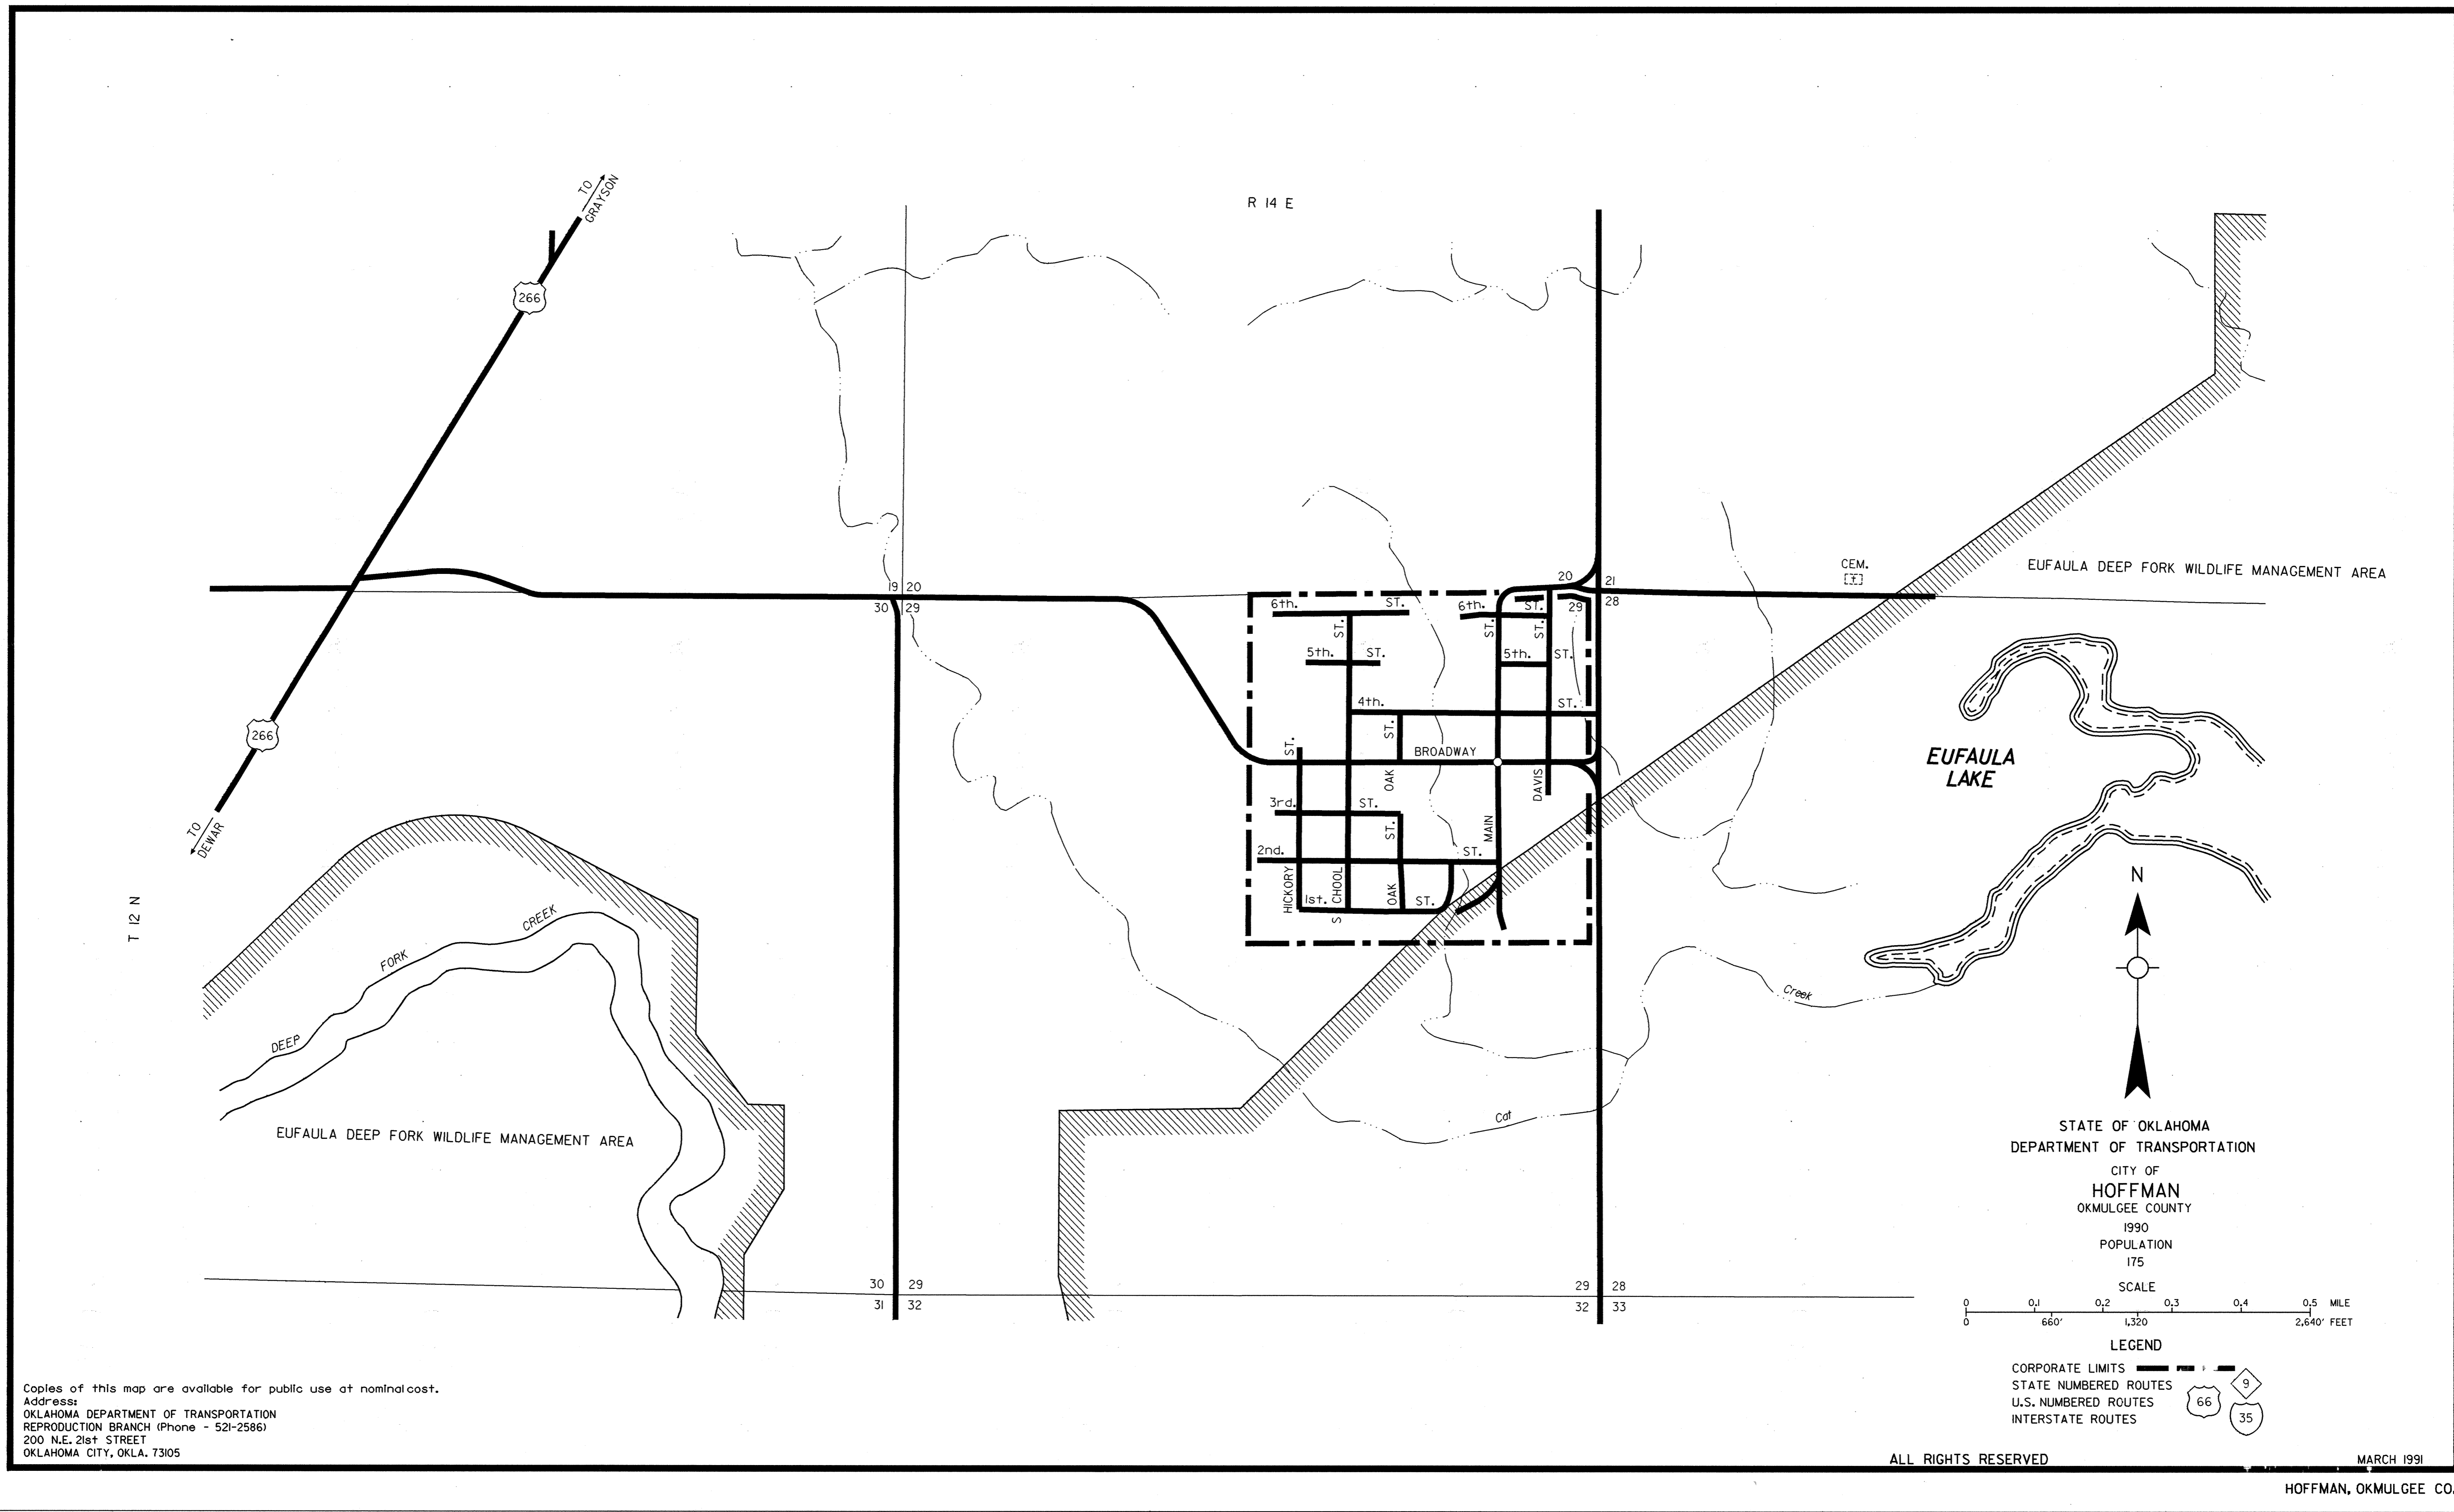 TO
GRAYSON
R 14 E
266
19 20
30 29
20 21
29 28
CEM.
EUFAULA DEEP FORK WILDLIFE MANAGEMENT AREA
6th. ST.
6th. ST.
ST.
ST.
ST.
5th. ST.
5th. ST.
4th. ST.
ST.
ST.
BROADWAY
OAK
DAVIS
EUFAULA
LAKE
266
TO
DEWAR
3rd. ST.
ST.
MAIN
2nd. ST.
HICKORY
SCHOOL
OAK
1st. ST.
T 12 N
N
DEEP FORK CREEK
Creek
Cat
EUFAULA DEEP FORK WILDLIFE MANAGEMENT AREA
30 29
31 32
29 28
32 33
STATE OF OKLAHOMA
DEPARTMENT OF TRANSPORTATION
CITY OF
HOFFMAN
OKMULGEE COUNTY
1990
POPULATION
175
SCALE
0 0.1 0.2 0.3 0.4 0.5 MILE
0 660' 1,320 2,640' FEET
LEGEND
CORPORATE LIMITS
STATE NUMBERED ROUTES 9
U.S. NUMBERED ROUTES 66
INTERSTATE ROUTES 35
Copies of this map are available for public use at nominal cost.
Address:
OKLAHOMA DEPARTMENT OF TRANSPORTATION
REPRODUCTION BRANCH (Phone - 521-2586)
200 N.E. 21st STREET
OKLAHOMA CITY, OKLA. 73105
ALL RIGHTS RESERVED
MARCH 1991
HOFFMAN, OKMULGEE CO.